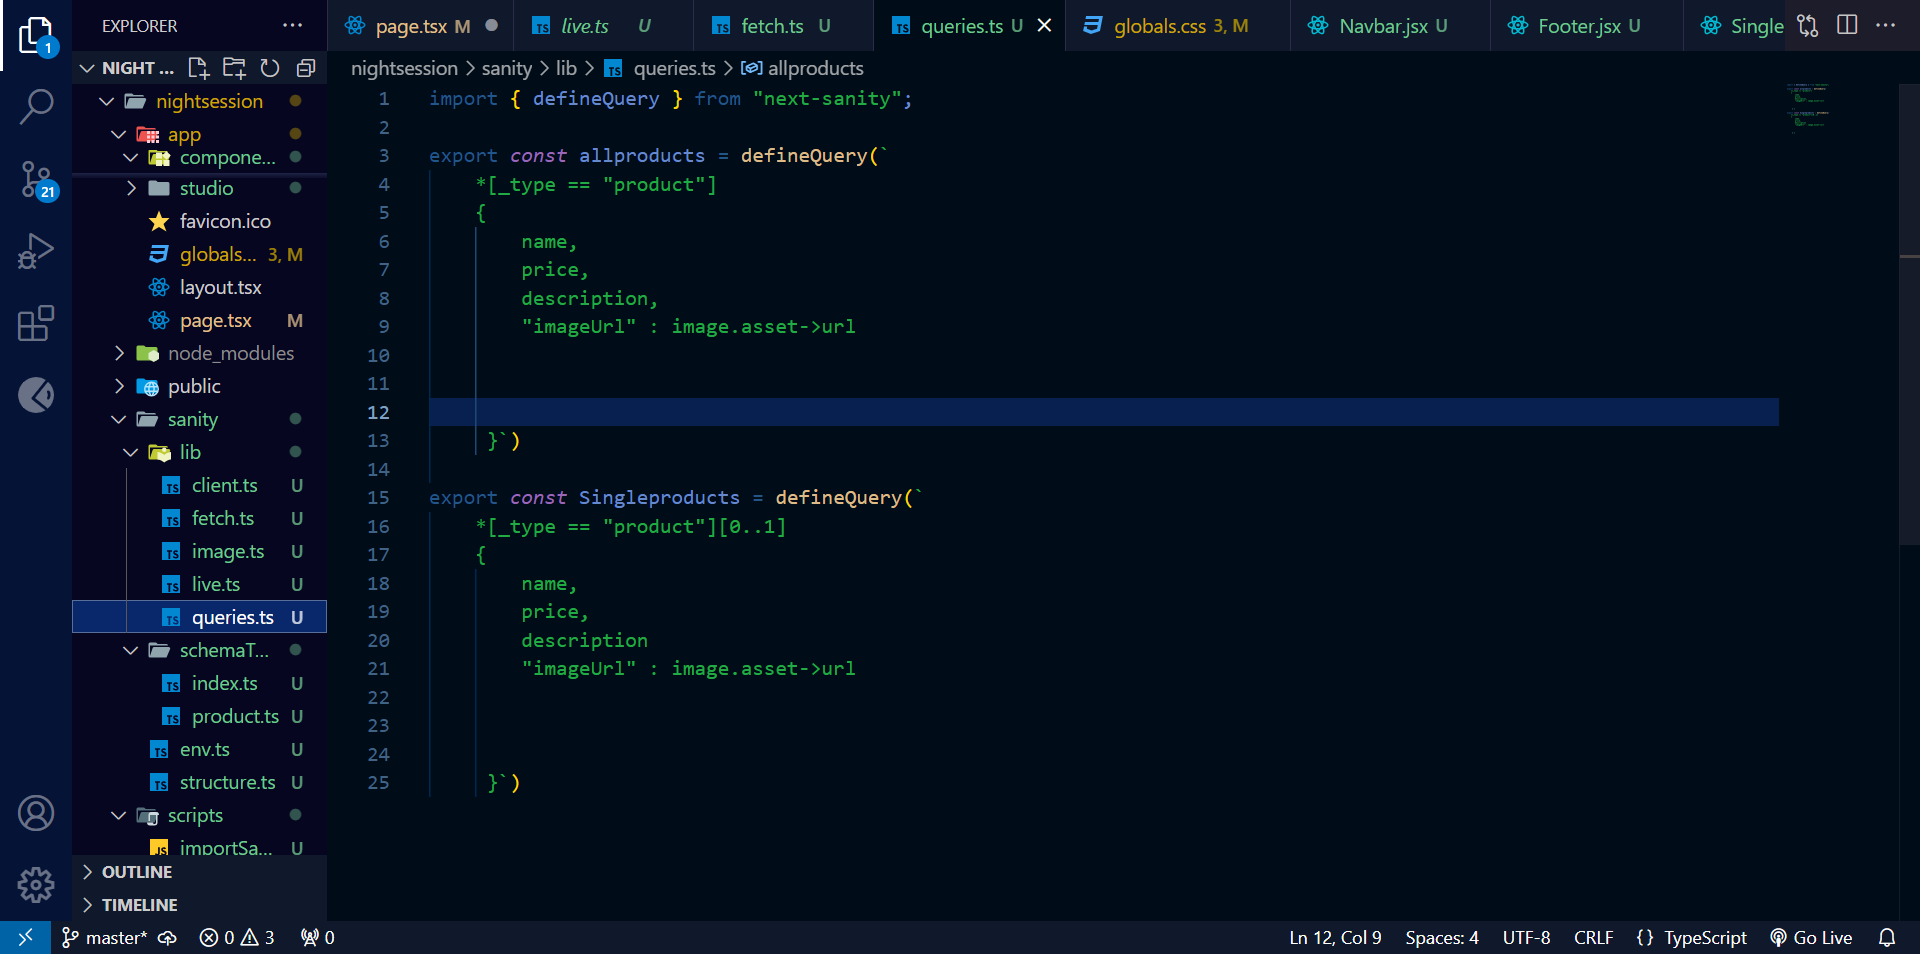 EXPLORER
NIGHT ...
nightsession
app
compone...
studio
favicon.ico
globals... 3, M
layout.tsx
page.tsx M
node_modules
public
sanity
lib
client.ts U
fetch.ts U
image.ts U
live.ts U
queries.ts U
schemaT...
index.ts U
product.ts U
env.ts U
structure.ts U
scripts
importSa... U
OUTLINE
TIMELINE
1
21
page.tsx M
live.ts U
fetch.ts U
queries.ts U
globals.css 3, M
Navbar.jsx U
Footer.jsx U
Single
nightsession > sanity > lib > queries.ts > allproducts
1 import { defineQuery } from "next-sanity";
2
3 export const allproducts = defineQuery(`
4 *[_type == "product"]
5 {
6 name,
7 price,
8 description,
9 "imageUrl" : image.asset->url
10
11
12
13 }`)
14
15 export const Singleproducts = defineQuery(`
16 *[_type == "product"][0..1]
17 {
18 name,
19 price,
20 description
21 "imageUrl" : image.asset->url
22
23
24
25 }`)
master* 0 3 0
Ln 12, Col 9 Spaces: 4 UTF-8 CRLF {} TypeScript Go Live